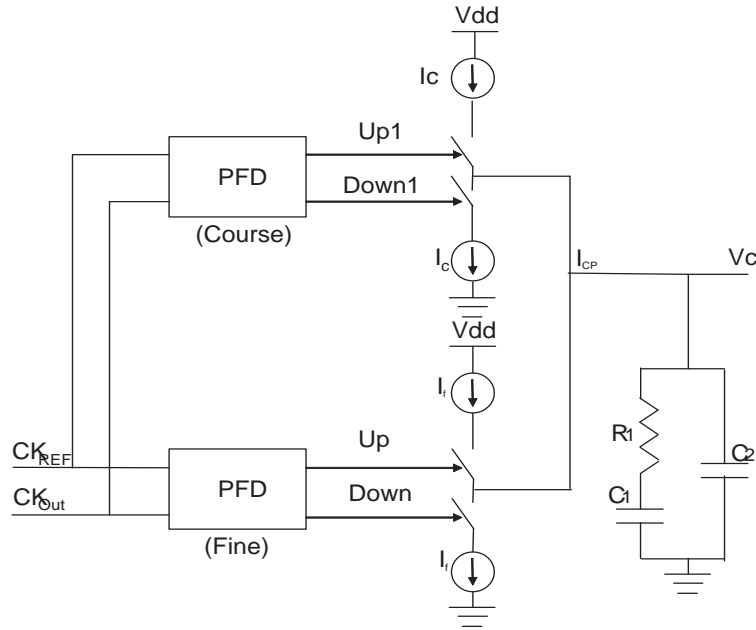 Vdd
Ic
Up1
PFD
Down1
(Course)
Ic
ICP
Vc
Vdd
If
R1
C2
CKREF
Up
PFD
CKOut
Down
C1
(Fine)
If